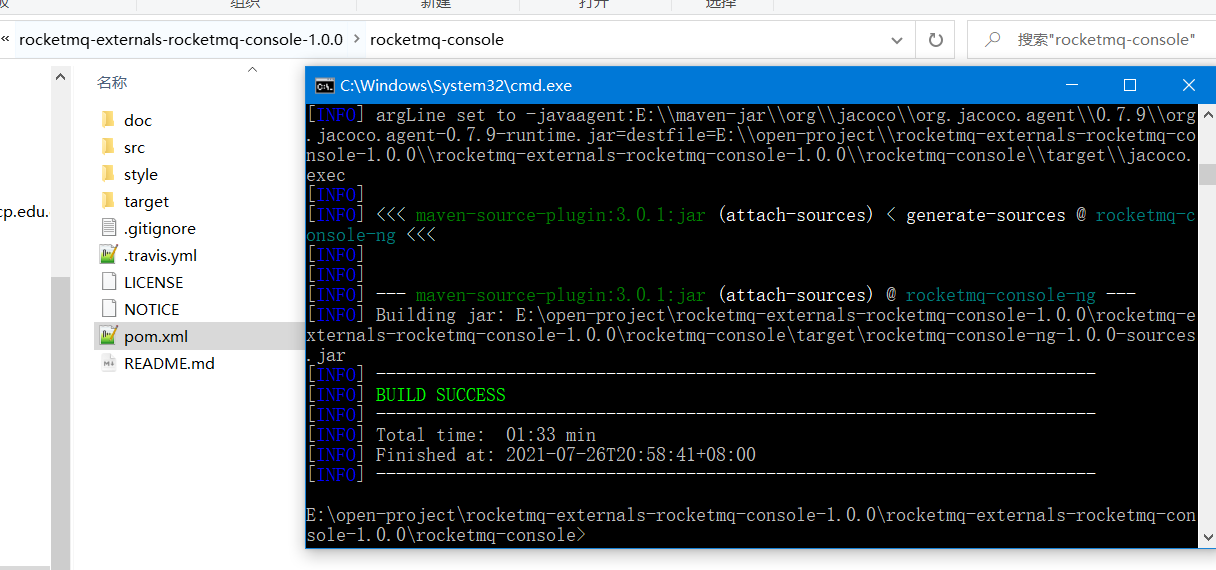 组织
新建
打开
选择
« rocketmq-externals-rocketmq-console-1.0.0 > rocketmq-console
搜索"rocketmq-console"
名称
doc
src
style
target
.gitignore
.travis.yml
LICENSE
NOTICE
pom.xml
README.md
cp.edu.
C:\Windows\System32\cmd.exe
[INFO] argLine set to -javaagent:E:\\maven-jar\\org\\jacoco\\org.jacoco.agent\\0.7.9\\org
.jacoco.agent-0.7.9-runtime.jar=destfile=E:\\open-project\\rocketmq-externals-rocketmq-co
nsole-1.0.0\\rocketmq-externals-rocketmq-console-1.0.0\\rocketmq-console\\target\\jacoco.
exec
[INFO]
[INFO] <<< maven-source-plugin:3.0.1:jar (attach-sources) < generate-sources @ rocketmq-c
onsole-ng <<<
[INFO]
[INFO]
[INFO] --- maven-source-plugin:3.0.1:jar (attach-sources) @ rocketmq-console-ng ---
[INFO] Building jar: E:\open-project\rocketmq-externals-rocketmq-console-1.0.0\rocketmq-e
xternals-rocketmq-console-1.0.0\rocketmq-console\target\rocketmq-console-ng-1.0.0-sources
.jar
[INFO] ------------------------------------------------------------------------
[INFO] BUILD SUCCESS
[INFO] ------------------------------------------------------------------------
[INFO] Total time:  01:33 min
[INFO] Finished at: 2021-07-26T20:58:41+08:00
[INFO] ------------------------------------------------------------------------
E:\open-project\rocketmq-externals-rocketmq-console-1.0.0\rocketmq-externals-rocketmq-con
sole-1.0.0\rocketmq-console>